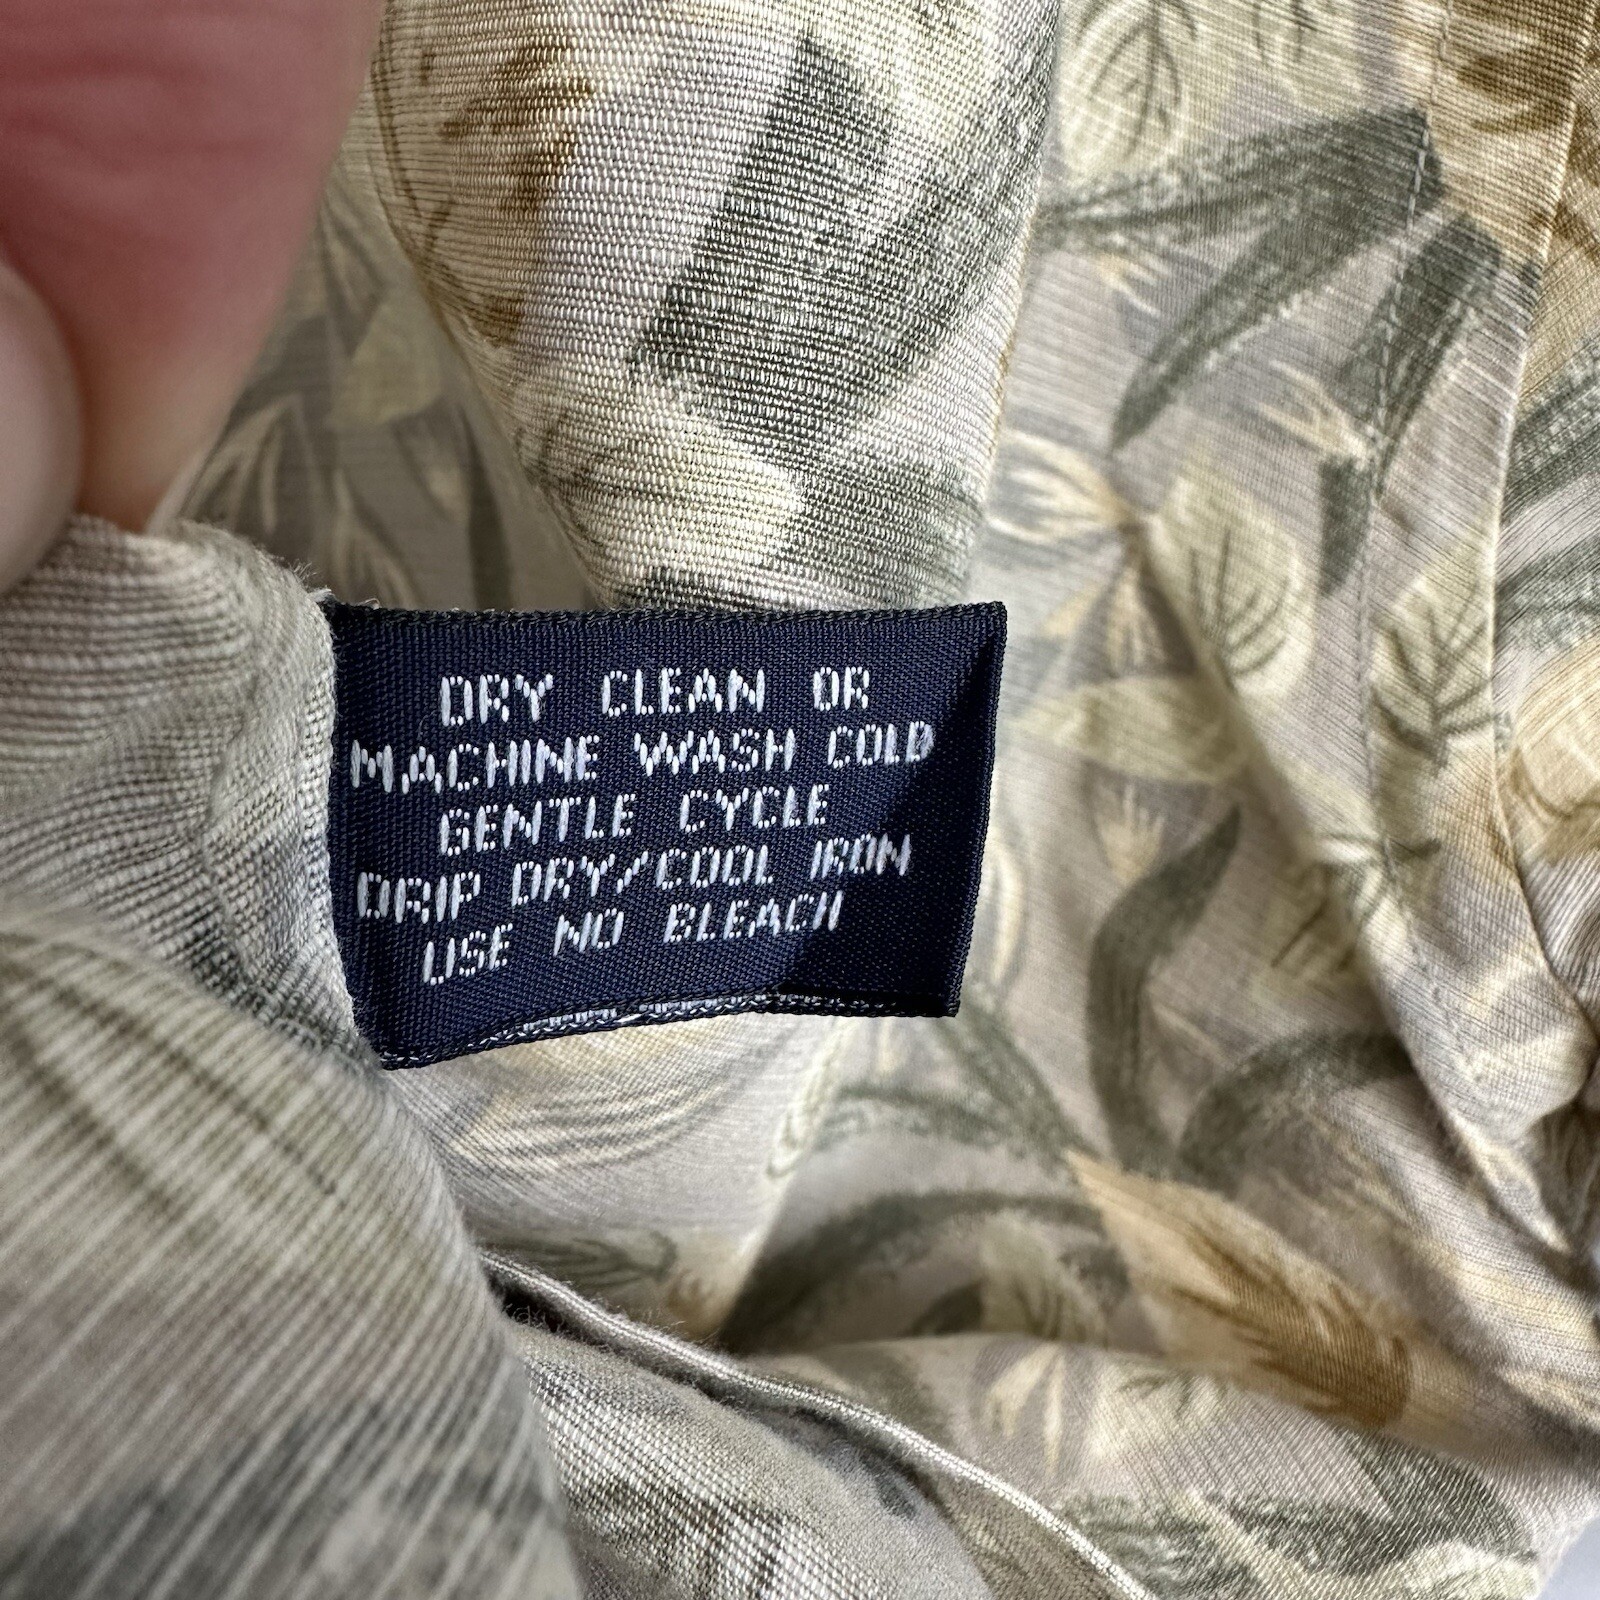 DRY CLEAN OR
MACHINE WASH COLD
GENTLE CYCLE
DRIP DRY/COOL IRON
USE NO BLEACH